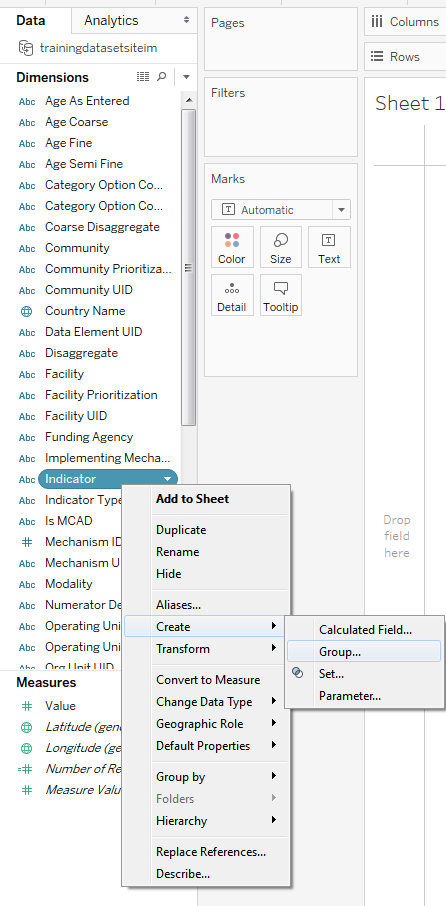 Data
Analytics
trainingdatasetsiteim
Dimensions
Abc Age As Entered
Abc Age Coarse
Abc Age Fine
Abc Age Semi Fine
Abc Category Option Co...
Abc Category Option Co...
Abc Coarse Disaggregate
Abc Community
Abc Community Prioritiza...
Abc Community UID
Country Name
Abc Data Element UID
Abc Disaggregate
Abc Facility
Abc Facility Prioritization
Abc Facility UID
Abc Funding Agency
Abc Implementing Mecha...
Abc Indicator
Abc Indicator Type
Abc Is MCAD
# Mechanism ID
Abc Mechanism U
Abc Modality
Abc Numerator De
Abc Operating Uni
Abc Operating Uni
Abc Org Unit UID
Measures
# Value
Latitude (gene
Longitude (ge
=# Number of Re
# Measure Valu
Pages
Filters
Marks
T Automatic
Color
Size
T Text
Detail
Tooltip
Columns
Rows
Sheet 1
Drop
field
here
Add to Sheet
Duplicate
Rename
Hide
Aliases...
Create
Transform
Convert to Measure
Change Data Type
Geographic Role
Default Properties
Group by
Folders
Hierarchy
Replace References...
Describe...
Calculated Field...
Group...
Set...
Parameter...